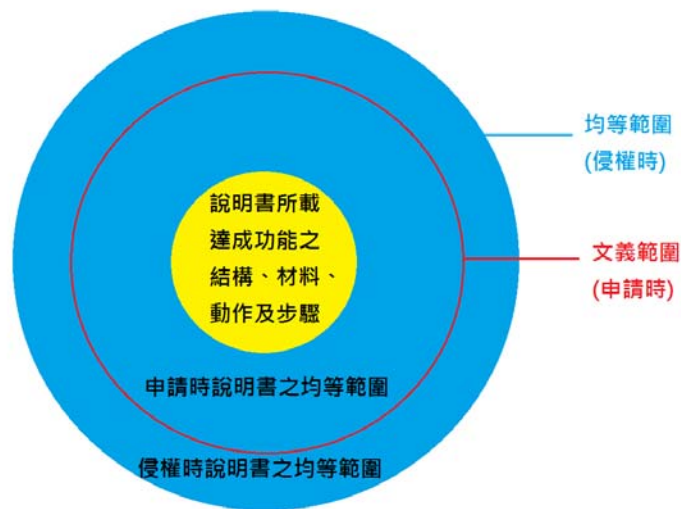 說明書所載
達成功能之
結構、材料、
動作及步驟
申請時說明書之均等範圍
侵權時說明書之均等範圍
均等範圍
(侵權時)
文義範圍
(申請時)